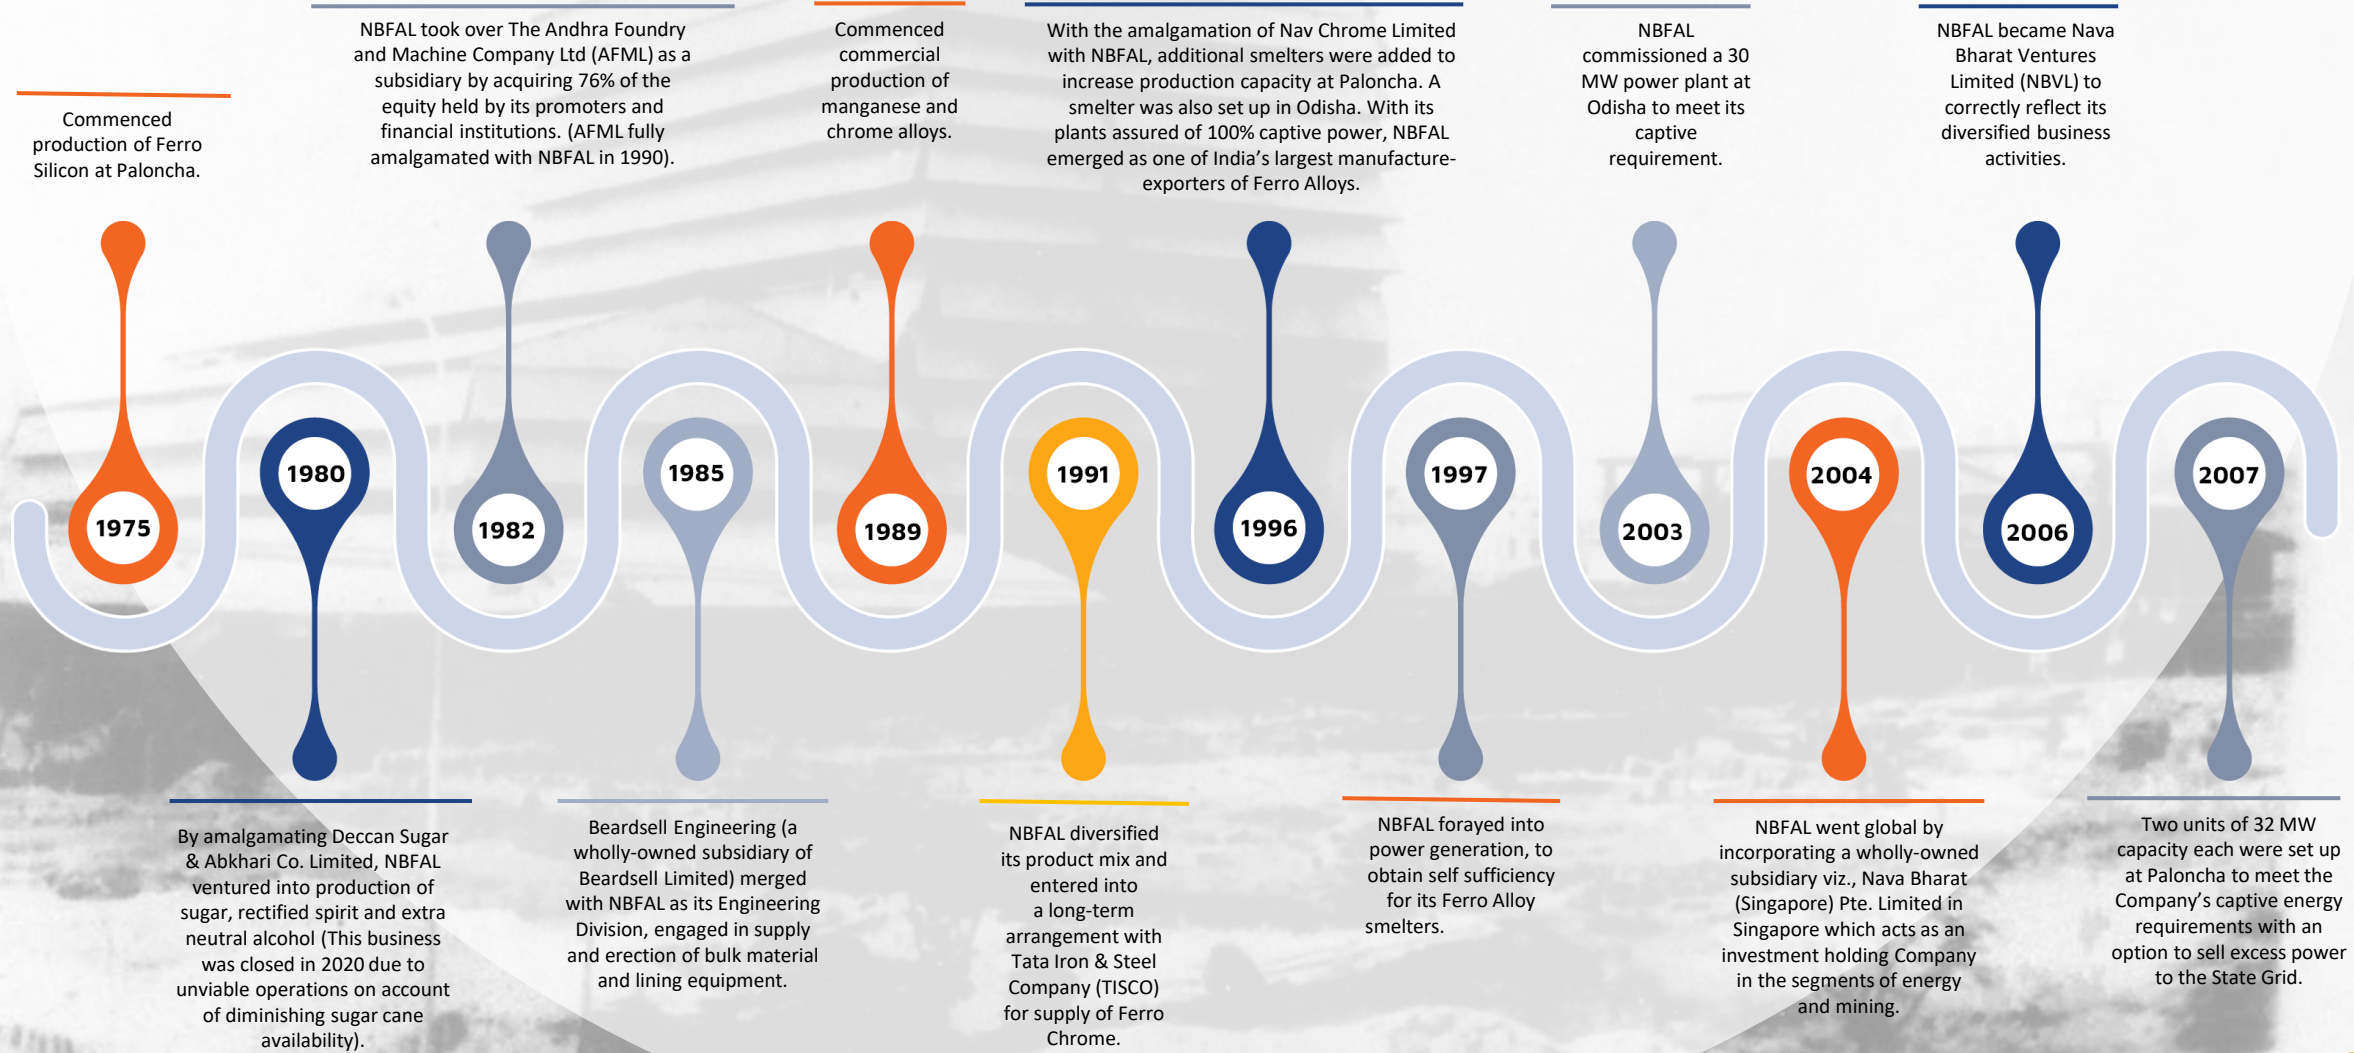 Commenced
production of Ferro
Silicon at Paloncha.
NBFAL took over The Andhra Foundry
and Machine Company Ltd (AFML) as a
subsidiary by acquiring 76% of the
equity held by its promoters and
financial institutions. (AFML fully
amalgamated with NBFAL in 1990).
Commenced
commercial
production of
manganese and
chrome alloys.
With the amalgamation of Nav Chrome Limited
with NBFAL, additional smelters were added to
increase production capacity at Paloncha. A
smelter was also set up in Odisha. With its
plants assured of 100% captive power, NBFAL
emerged as one of India’s largest manufacture-
exporters of Ferro Alloys.
NBFAL
commissioned a 30
MW power plant at
Odisha to meet its
captive
requirement.
NBFAL became Nava
Bharat Ventures
Limited (NBVL) to
correctly reflect its
diversified business
activities.
1975
1980
1982
1985
1989
1991
1996
1997
2003
2004
2006
2007
By amalgamating Deccan Sugar
& Abkhari Co. Limited, NBFAL
ventured into production of
sugar, rectified spirit and extra
neutral alcohol (This business
was closed in 2020 due to
unviable operations on account
of diminishing sugar cane
availability).
Beardsell Engineering (a
wholly-owned subsidiary of
Beardsell Limited) merged
with NBFAL as its Engineering
Division, engaged in supply
and erection of bulk material
and lining equipment.
NBFAL diversified
its product mix and
entered into
a long-term
arrangement with
Tata Iron & Steel
Company (TISCO)
for supply of Ferro
Chrome.
NBFAL forayed into
power generation, to
obtain self sufficiency
for its Ferro Alloy
smelters.
NBFAL went global by
incorporating a wholly-owned
subsidiary viz., Nava Bharat
(Singapore) Pte. Limited in
Singapore which acts as an
investment holding Company
in the segments of energy
and mining.
Two units of 32 MW
capacity each were set up
at Paloncha to meet the
Company’s captive energy
requirements with an
option to sell excess power
to the State Grid.